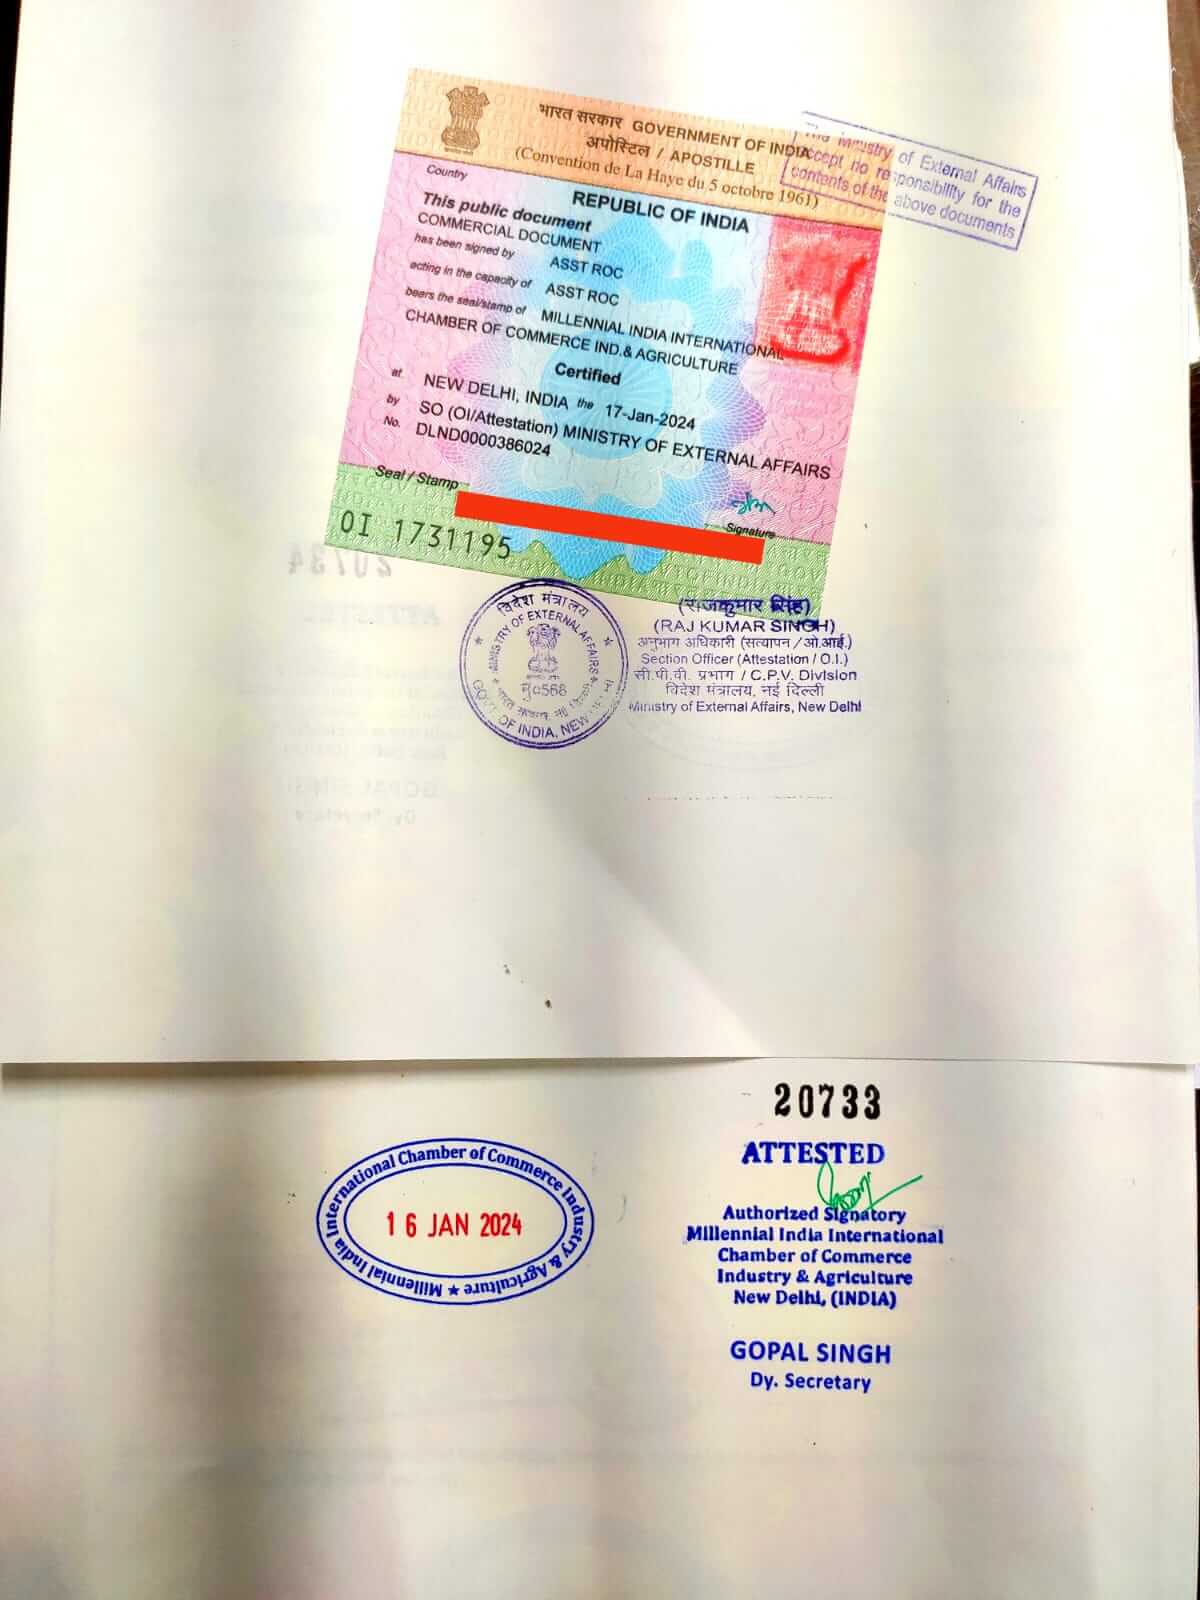 भारत सरकार GOVERNMENT OF INDIA
अपोस्टिल / APOSTILLE
(Convention de La Haye du 5 octobre 1961)
The Ministry of External Affairs
accept no responsibility for the
contents of the above documents
Country
REPUBLIC OF INDIA
This public document
COMMERCIAL DOCUMENT
has been signed by ASST ROC
acting in the capacity of ASST ROC
bears the seal/stamp of MILLENNIAL INDIA INTERNATIONAL
CHAMBER OF COMMERCE IND.& AGRICULTURE
Certified
at NEW DELHI, INDIA the 17-Jan-2024
by SO (OI/Attestation) MINISTRY OF EXTERNAL AFFAIRS
No. DLND0000386024
Seal / Stamp
Signature
OI 1731195
20734
ATTESTED
विदेश मंत्रालय
MINISTRY OF EXTERNAL AFFAIRS
GOVT. OF INDIA, NEW DELHI
(राजकुमार सिंह)
(RAJ KUMAR SINGH)
अनुभाग अधिकारी (सत्यापन / ओ.आई.)
Section Officer (Attestation / O.I.)
सी.पी.वी. प्रभाग / C.P.V. Division
विदेश मंत्रालय, नई दिल्ली
Ministry of External Affairs, New Delhi
GOPAL SINGH
Dy. Secretary
20733
ATTESTED
Authorized Signatory
Millennial India International
Chamber of Commerce
Industry & Agriculture
New Delhi, (INDIA)
GOPAL SINGH
Dy. Secretary
Millennial India International Chamber of Commerce Industry & Agriculture ★
16 JAN 2024